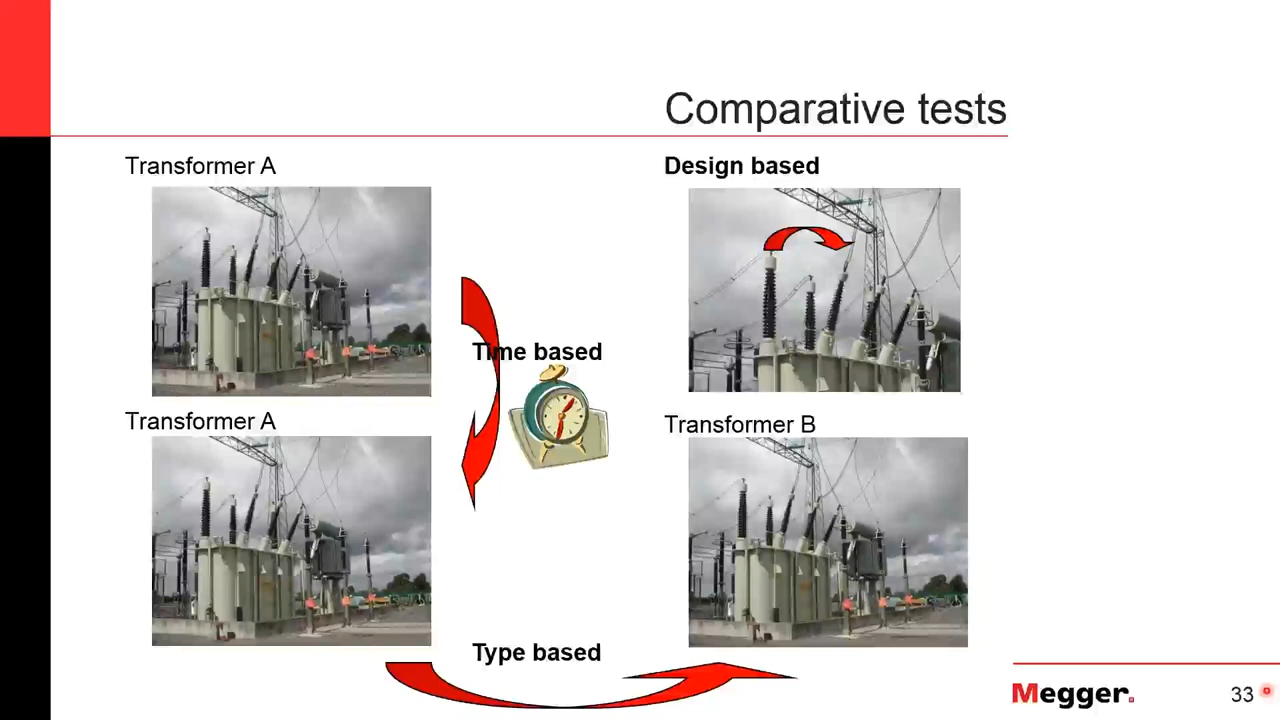 Comparative tests
Transformer A
Design based
Time based
Transformer A
Transformer B
Type based
Megger.
33